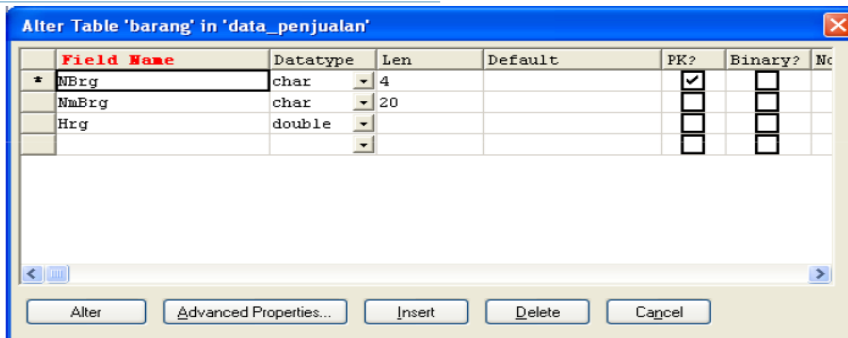 Alter Table 'barang' in 'data_penjualan'
Field Name Datatype Len Default PK? Binary?
* NBrg char 4
NmBrg char 20
Hrg double
Alter Advanced Properties... Insert Delete Cancel